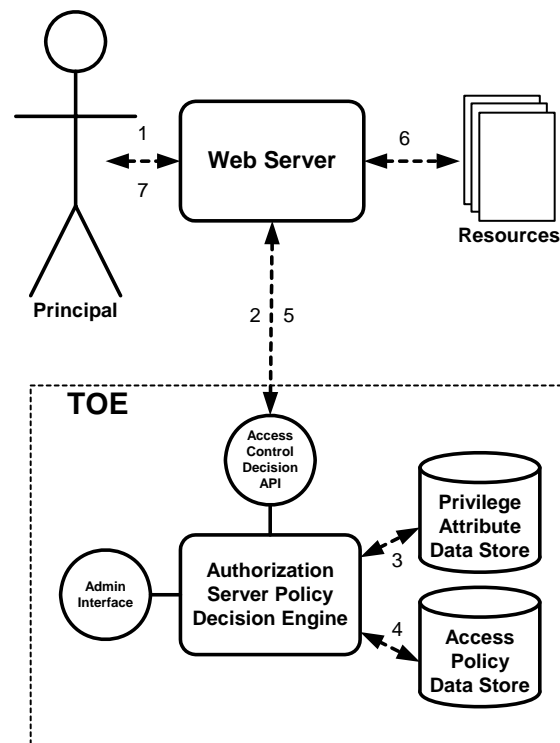 1
7
Web Server
6
Resources
Principal
2
5
TOE
Access
Control
Decision
API
Privilege
Attribute
Data Store
3
Authorization
Server Policy
Decision Engine
Admin
Interface
4
Access
Policy
Data Store